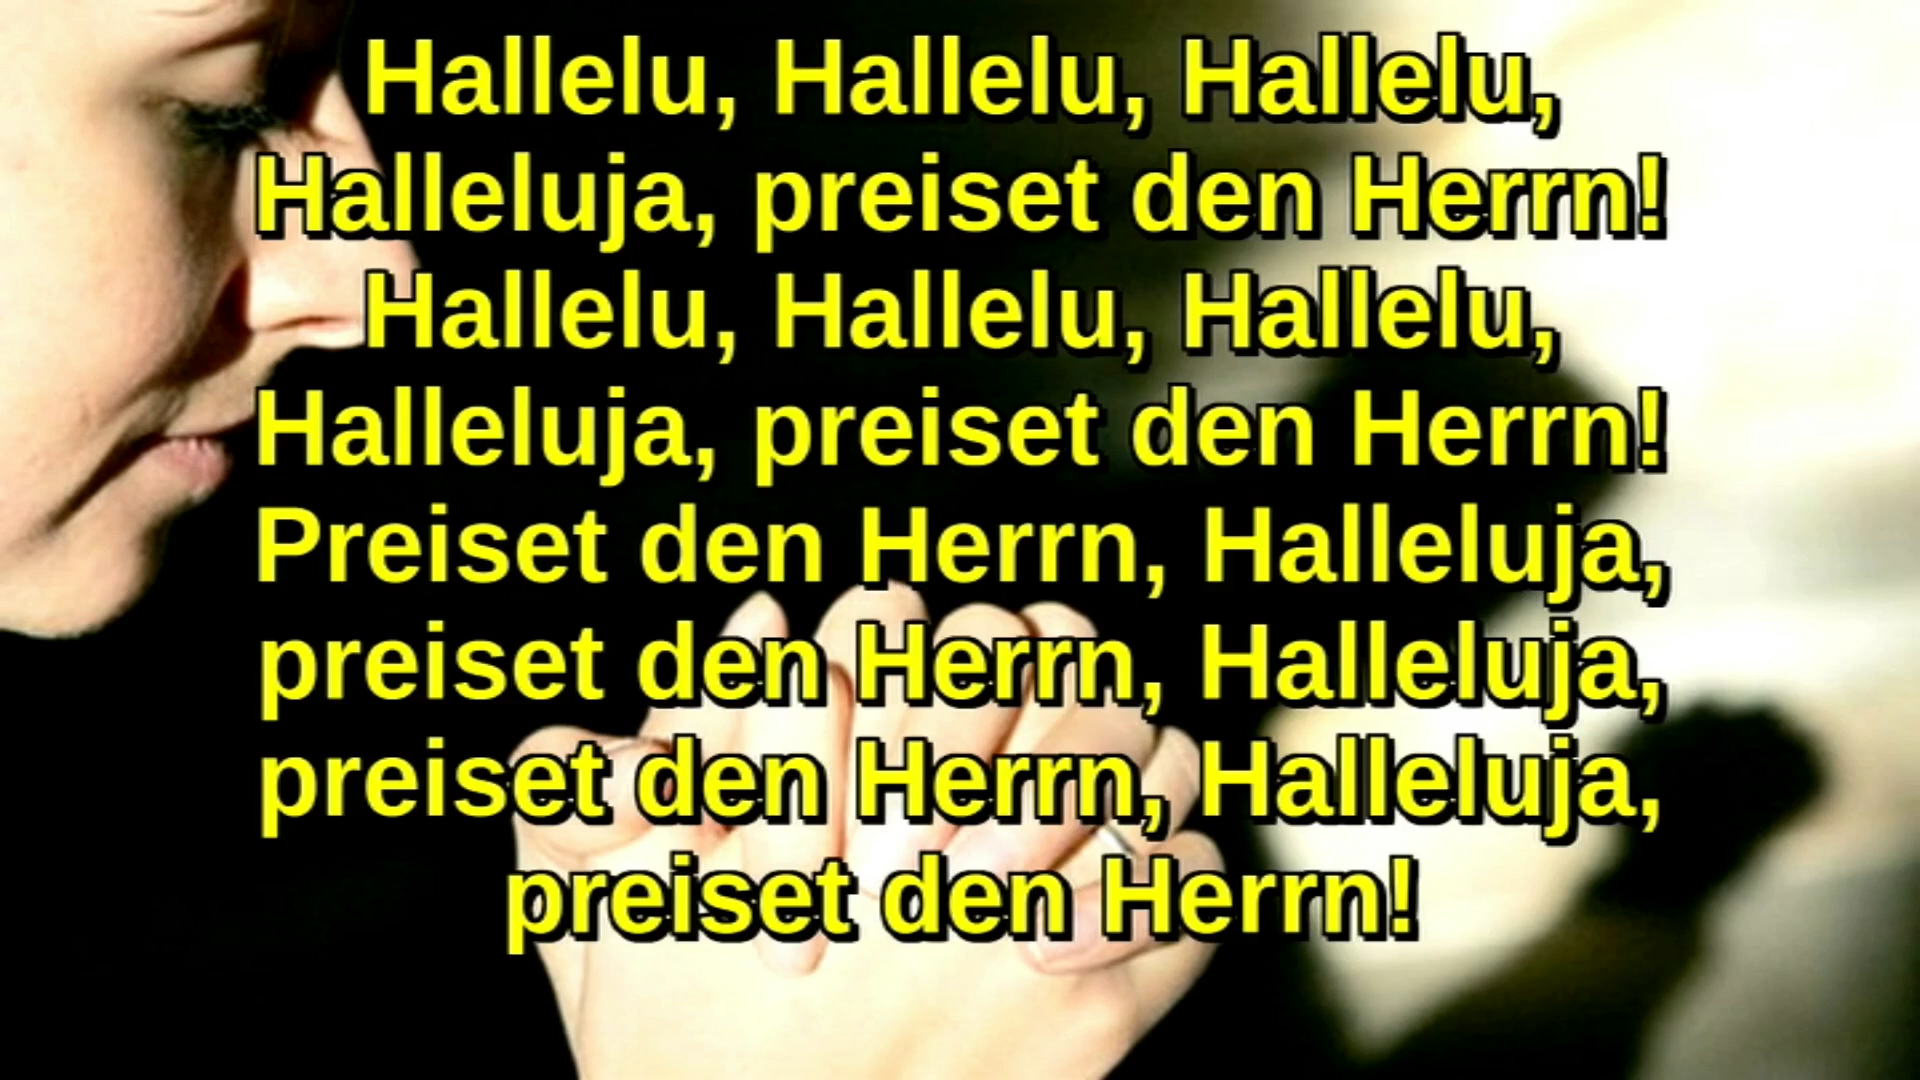 Hallelu, Hallelu, Hallelu,
Halleluja, preiset den Herrn!
Hallelu, Hallelu, Hallelu,
Halleluja, preiset den Herrn!
Preiset den Herrn, Halleluja,
preiset den Herrn, Halleluja,
preiset den Herrn, Halleluja,
preiset den Herrn!